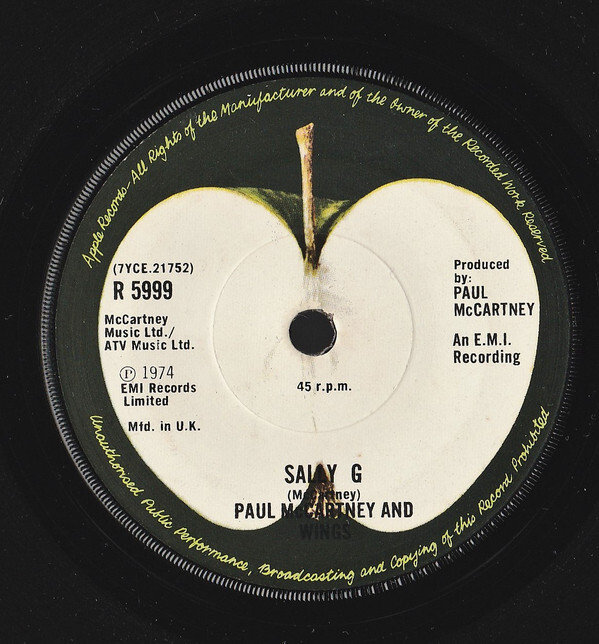 Apple Records-All Rights of the Manufacturer and of the Owner of the Recorded Work Reserved
(7YCE.21752)
R 5999
McCartney
Music Ltd./
ATV Music Ltd.
Ⓟ 1974
EMI Records
Limited
Mfd. in U.K.
Produced
by:
PAUL
McCARTNEY
An E.M.I.
Recording
45 r.p.m.
SALLY G
(McCartney)
PAUL McCARTNEY AND
WINGS
Unauthorised Public Performance, Broadcasting and Copying of this Record Prohibited